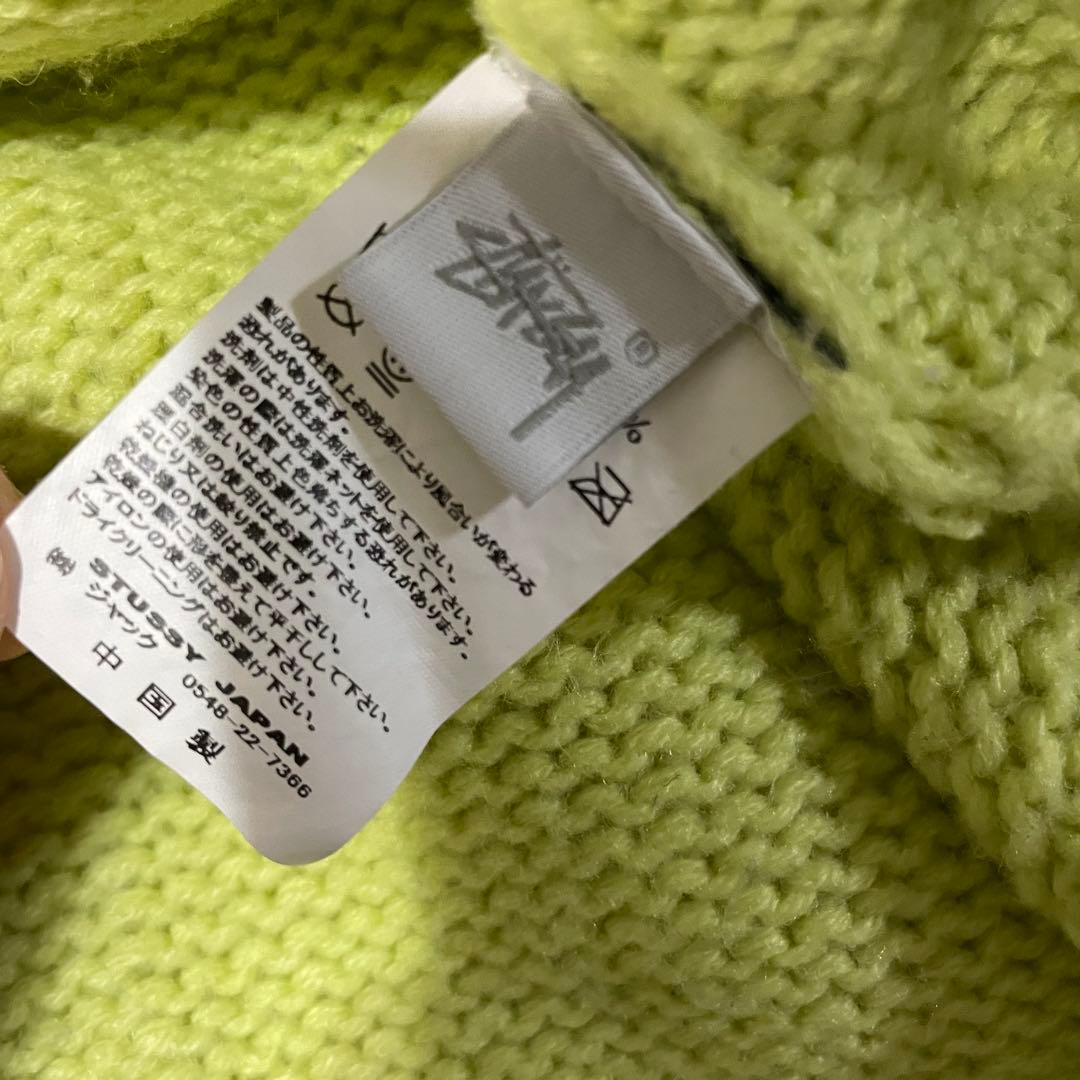 STÜSSY
®
%
製品の性質上お洗濯により風合いが変わる
恐れがあります。
洗剤は中性洗剤を使用して下さい。
洗濯の際は洗濯ネットを使用して下さい。
染色の性質上色落ちする恐れがあります。
混合洗いはお避け下さい。
蛍白剤の使用はお避け下さい。
ねじり又は絞り禁止です。
乾燥機の使用はお避け下さい。
乾燥の際に形を整えて平干しして下さい。
アイロンの使用はお避け下さい。
ドライクリーニングはお避け下さい。
STUSSY JAPAN
㈱ ジャック 0548-22-7366
中国製